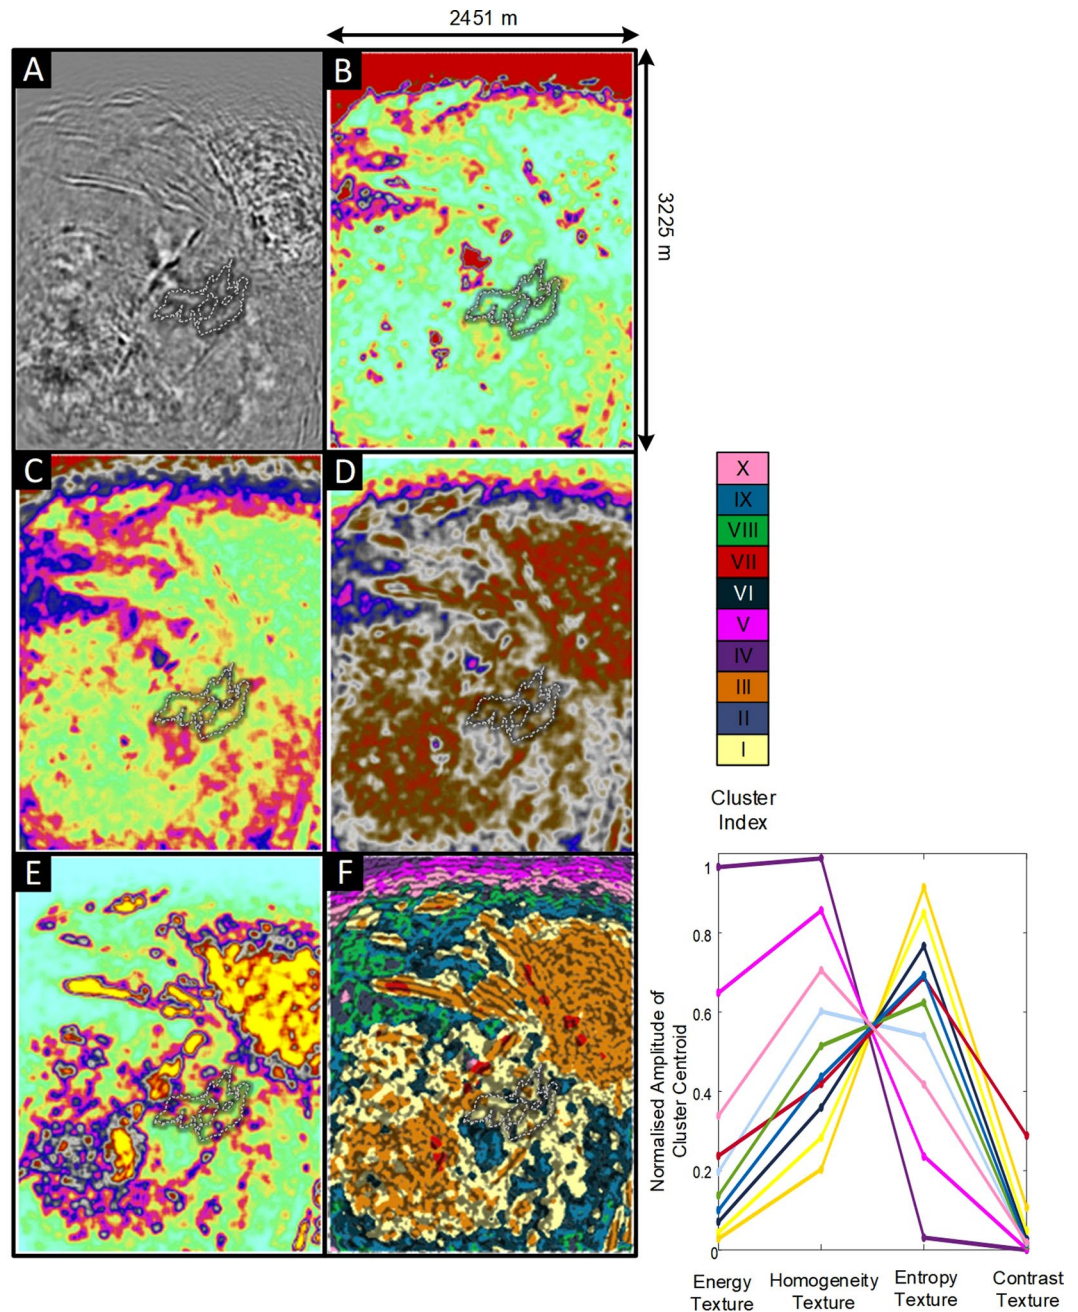 2451 m
A
B
3225 m
C
D
X
IX
VIII
VII
VI
V
IV
III
II
I
Cluster
Index
E
F
1
0.8
0.6
0.4
0.2
0
Normalised Amplitude of
Cluster Centroid
Energy
Texture
Homogeneity
Texture
Entropy
Texture
Contrast
Texture